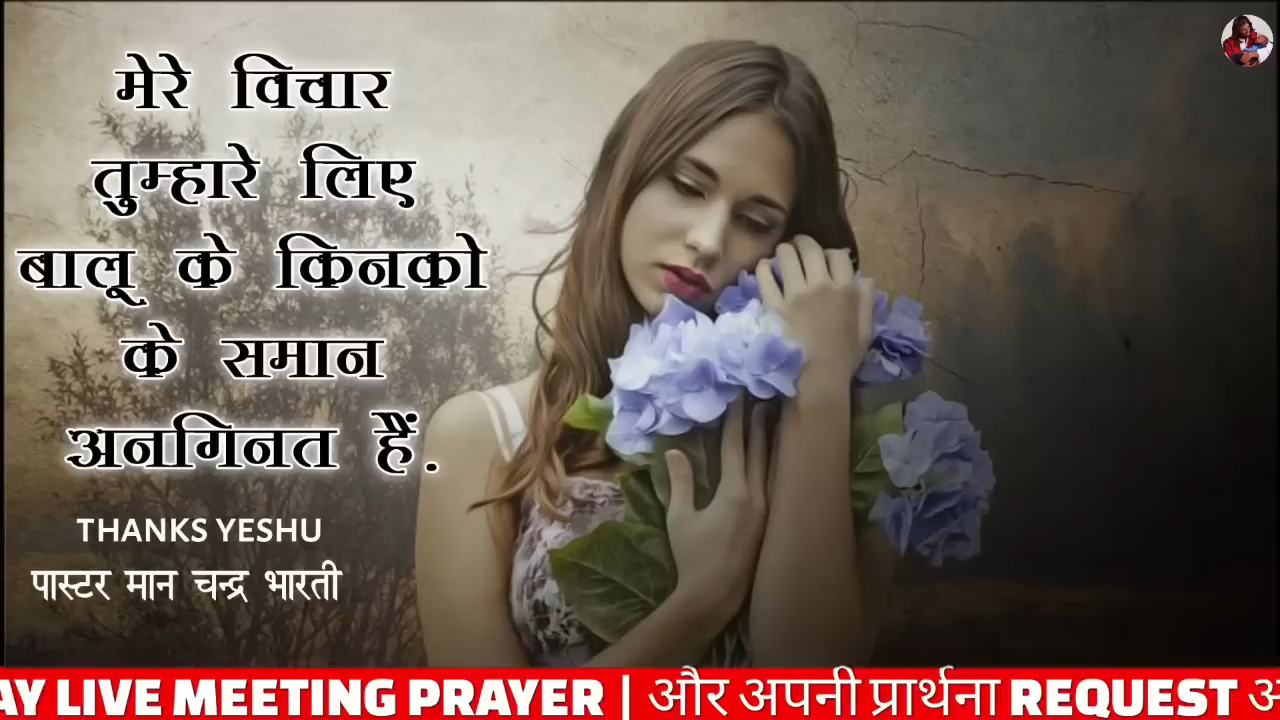 मेरे विचार
तुम्हारे लिए
बालू के किनको
के समान
अनगिनत हैं.
THANKS YESHU
पास्टर मान चन्द्र भारती
AY LIVE MEETING PRAYER | और अपनी प्रार्थना REQUEST